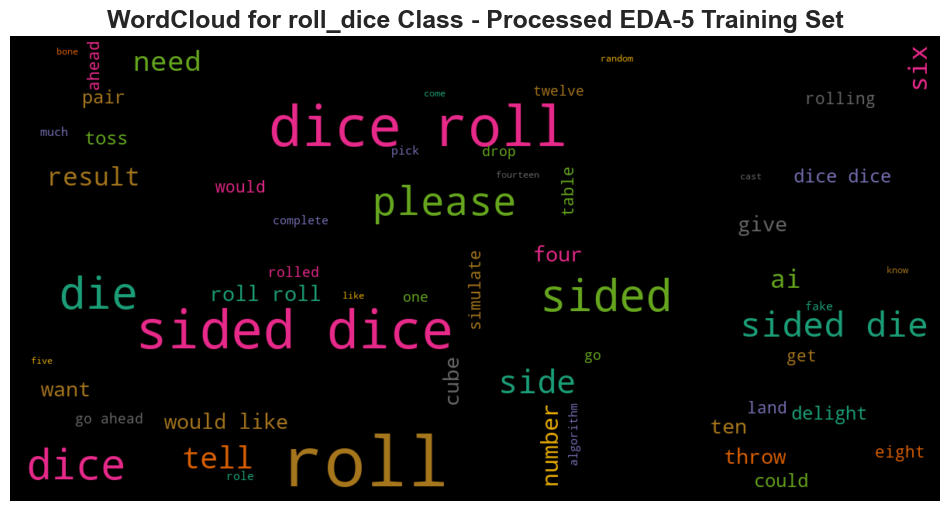 WordCloud for roll_dice Class - Processed EDA-5 Training Set
bone
ahead
need
random
six
pair
come
twelve
rolling
much
toss
dice roll
pick
drop
result
would
fourteen
table
cast
dice dice
please
complete
give
four
rolled
simulate
ai
know
die
roll roll
like
one
sided
fake
sided dice
sided die
five
go
get
want
cube
side
go ahead
would like
number
algorithm
land
delight
ten
dice
tell
role
roll
throw
eight
could